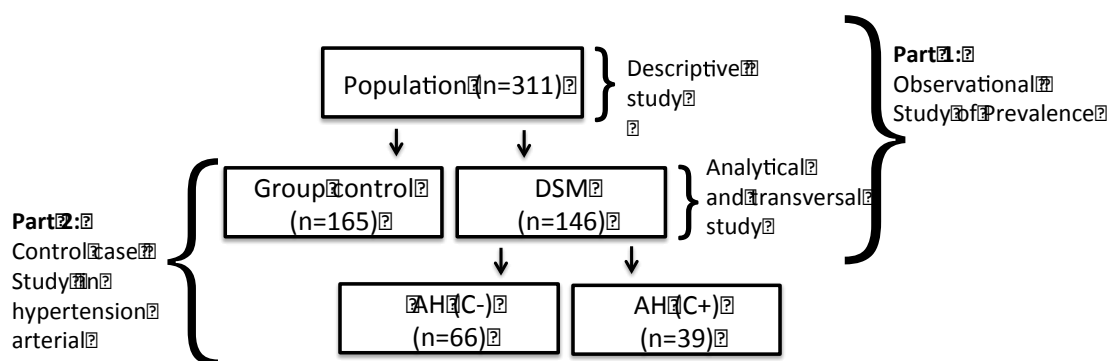 Population (n=311)
Descriptive
study
Part 1:
Observational
Study of Prevalence
Group control
(n=165)
DSM
(n=146)
Analytical
and transversal
study
Part 2:
Control case
Study in
hypertension
arterial
AH (C-)
(n=66)
AH (C+)
(n=39)